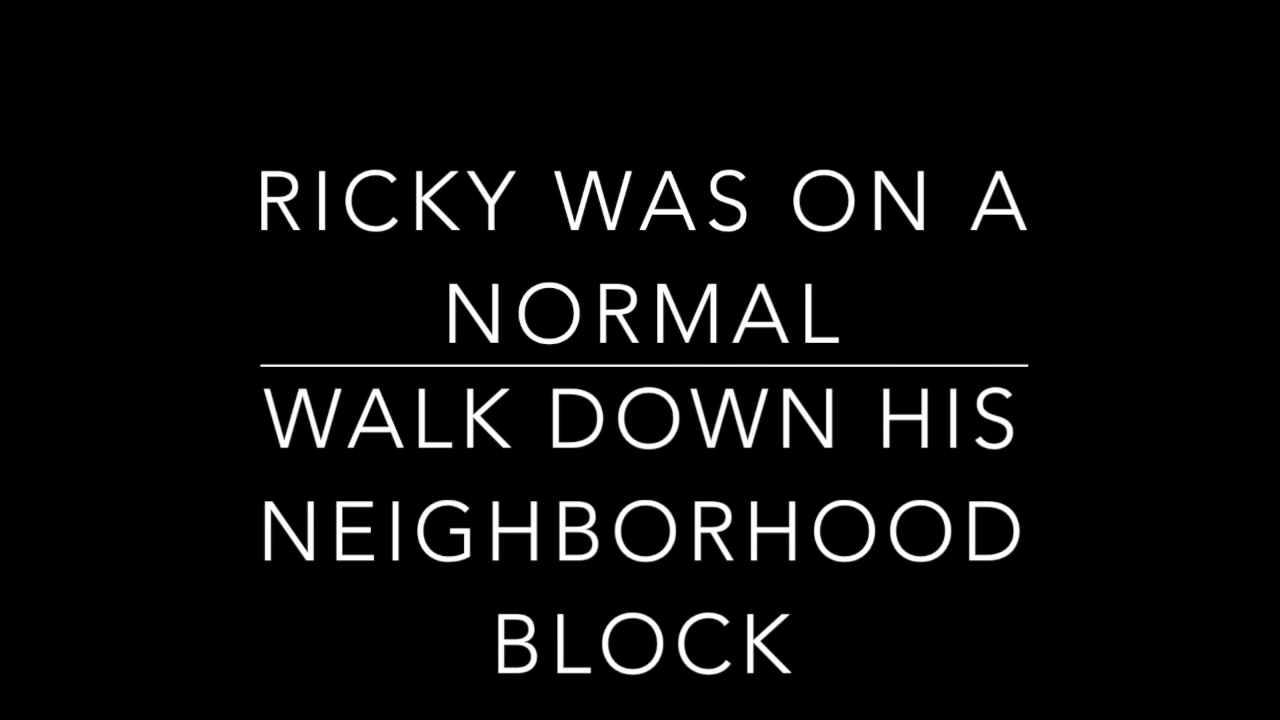 RICKY WAS ON A
NORMAL
WALK DOWN HIS
NEIGHBORHOOD
BLOCK